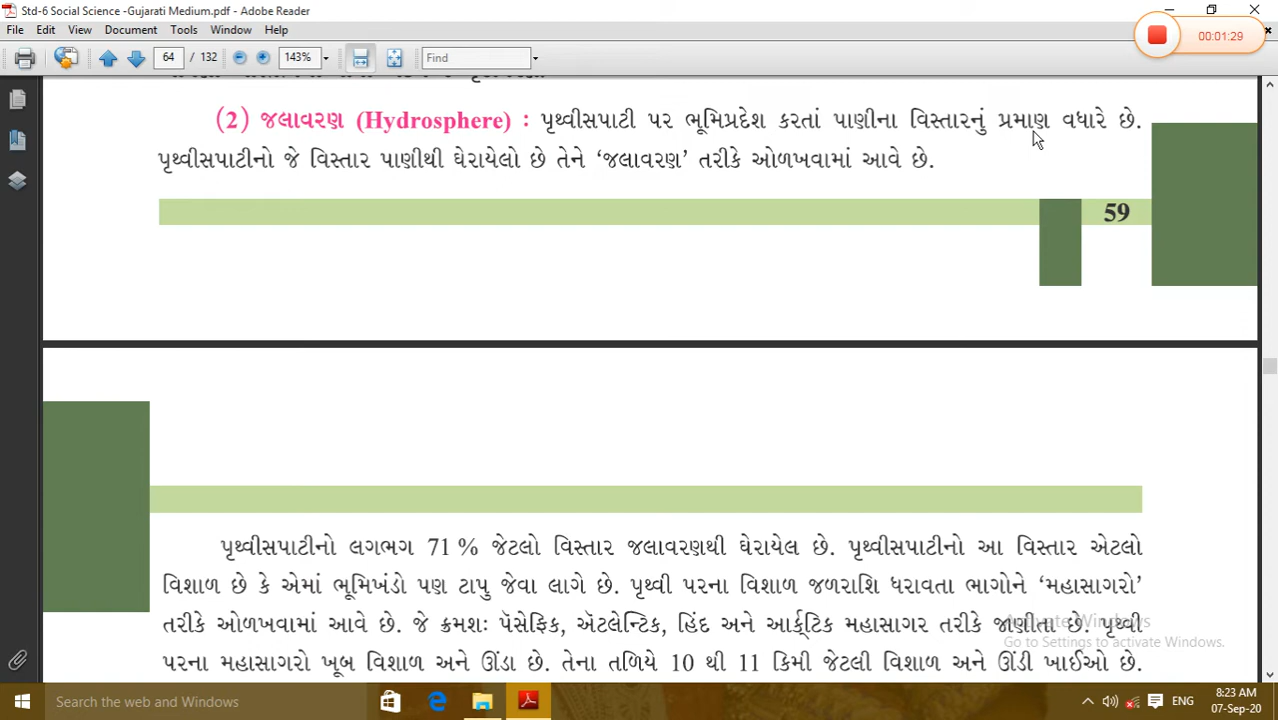 Std-6 Social Science -Gujarati Medium.pdf - Adobe Reader
File Edit View Document Tools Window Help
00:01:29
64 / 132 143% Find
(2) જલાવરણ (Hydrosphere) : પૃથ્વીસપાટી પર ભૂમિપ્રદેશ કરતાં પાણીના વિસ્તારનું પ્રમાણ વધારે છે.
પૃથ્વીસપાટીનો જે વિસ્તાર પાણીથી ઘેરાયેલો છે તેને ‘જલાવરણ’ તરીકે ઓળખવામાં આવે છે.
59
પૃથ્વીસપાટીનો લગભગ 71 % જેટલો વિસ્તાર જલાવરણથી ઘેરાયેલ છે. પૃથ્વીસપાટીનો આ વિસ્તાર એટલો
વિશાળ છે કે એમાં ભૂમિખંડો પણ ટાપુ જેવા લાગે છે. પૃથ્વી પરના વિશાળ જળરાશિ ધરાવતા ભાગોને ‘મહાસાગરો’
તરીકે ઓળખવામાં આવે છે. જે ક્રમશઃ પૅસેફિક, ઍટલેન્ટિક, હિંદ અને આર્ક્ટિક મહાસાગર તરીકે જાણીતા છે. પૃથ્વી
પરના મહાસાગરો ખૂબ વિશાળ અને ઊંડા છે. તેના તળિયે 10 થી 11 કિમી જેટલી વિશાળ અને ઊંડી ખાઈઓ છે.
Activate Windows
Go to Settings to activate Windows.
Search the web and Windows
ENG
8:23 AM
07-Sep-20